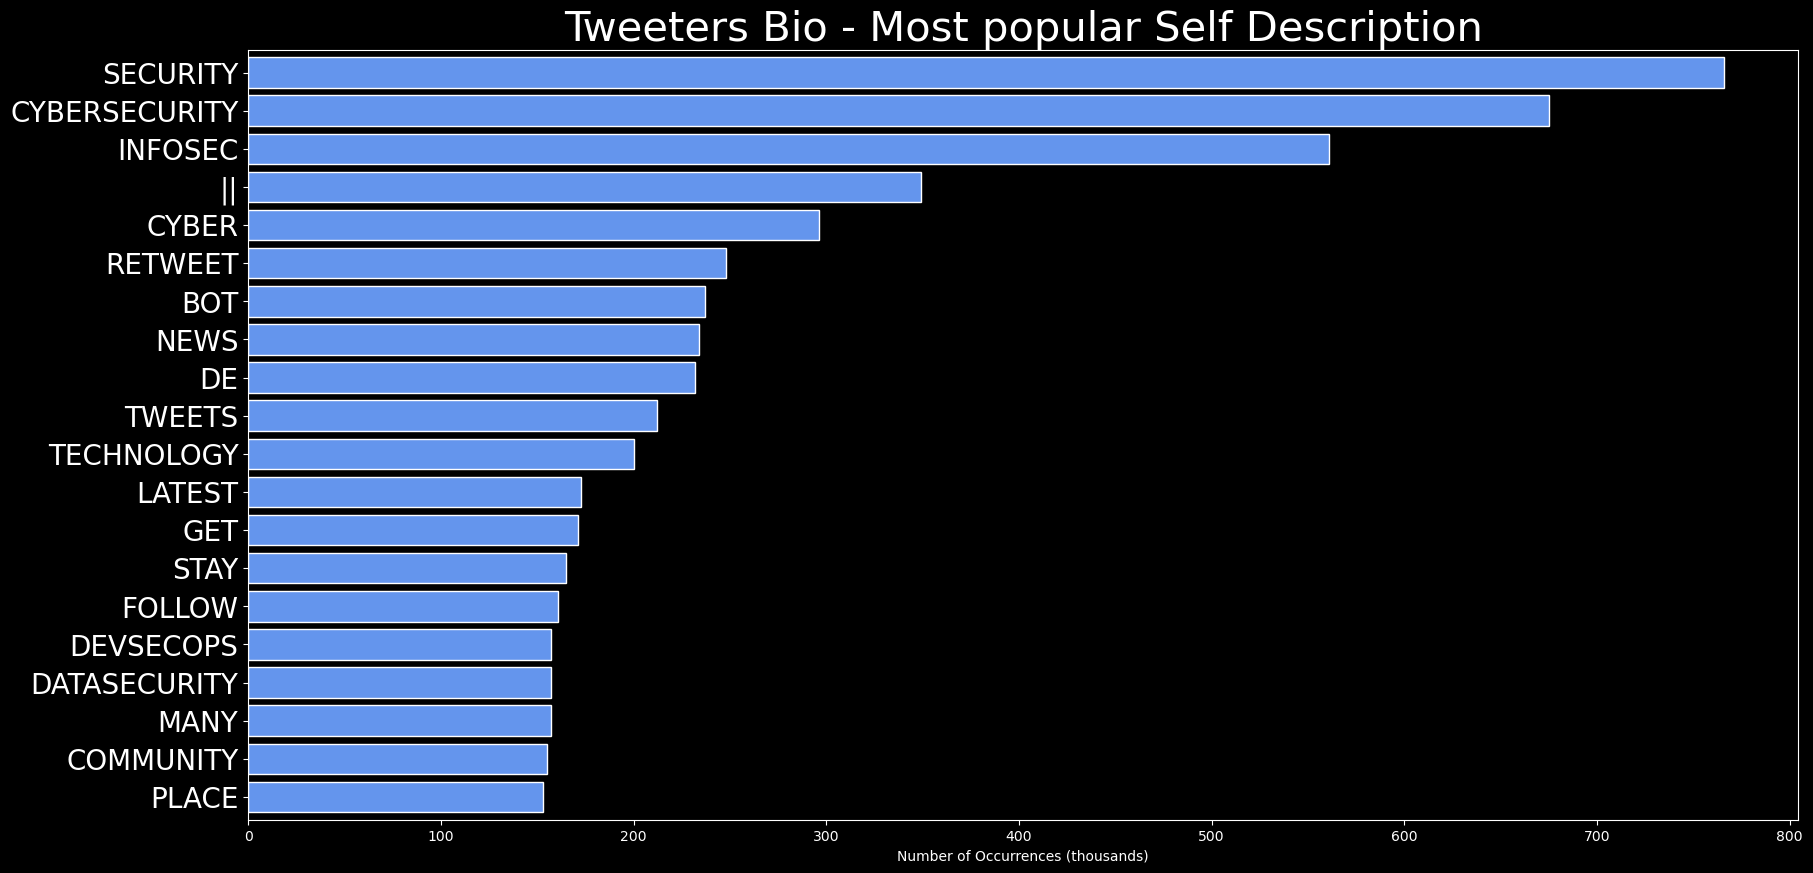 Tweeters Bio - Most popular Self Description
SECURITY
CYBERSECURITY
INFOSEC
||
CYBER
RETWEET
BOT
NEWS
DE
TWEETS
TECHNOLOGY
LATEST
GET
STAY
FOLLOW
DEVSECOPS
DATASECURITY
MANY
COMMUNITY
PLACE
0 100 200 300 400 500 600 700 800
Number of Occurrences (thousands)